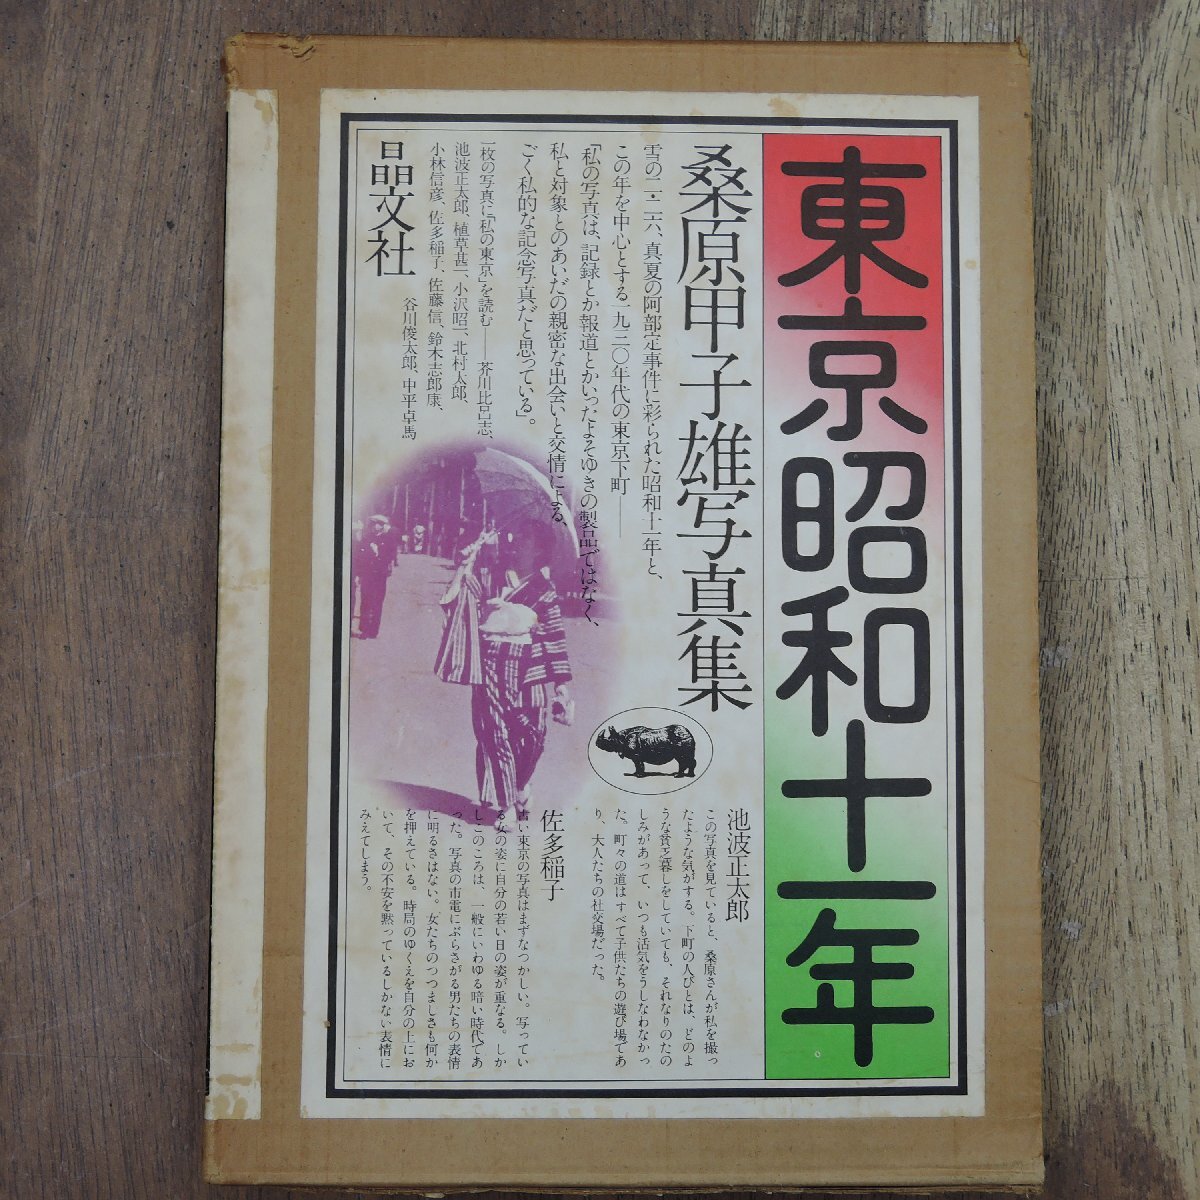 東京昭和十一年
桑原甲子雄写真集
雪の二・二六、真夏の阿部定事件に彩られた昭和十一年と、
この年を中心とする一九三〇年代の東京下町——
「私の写真は、記録とか報道とかいったよそゆきの製品ではなく、
私と対象とのあいだの親密な出会いと交情による、
ごく私的な記念写真だと思っている」。
一枚の写真に「私の東京」を読む——芥川比呂志、
池波正太郎、植草甚一、小沢昭一、北村太郎、
小林信彦、佐多稲子、佐藤信、鈴木志郎康、
谷川俊太郎、中平卓馬
晶文社
池波正太郎
この写真を見ていると、桑原さんが私を撮っ
たような気がする。下町の人びとは、どのよ
うな貧乏暮しをしていても、それなりのたの
しみがあって、いつも活気をうしなわなかっ
た。町々の道はすべて子供たちの遊び場であ
り、大人たちの社交場だった。
佐多稲子
古い東京の写真はまずなつかしい。写ってい
る女の姿に自分の若い日の姿が重なる。しか
しこのころは、一般にいわゆる暗い時代であ
った。写真の市電にぶらさがる男たちの表情
に明るさはない。女たちのつつましさも何か
を押えている。時局のゆくえを自分の上にお
いて、その不安を黙っているしかない表情に
みえてしまう。